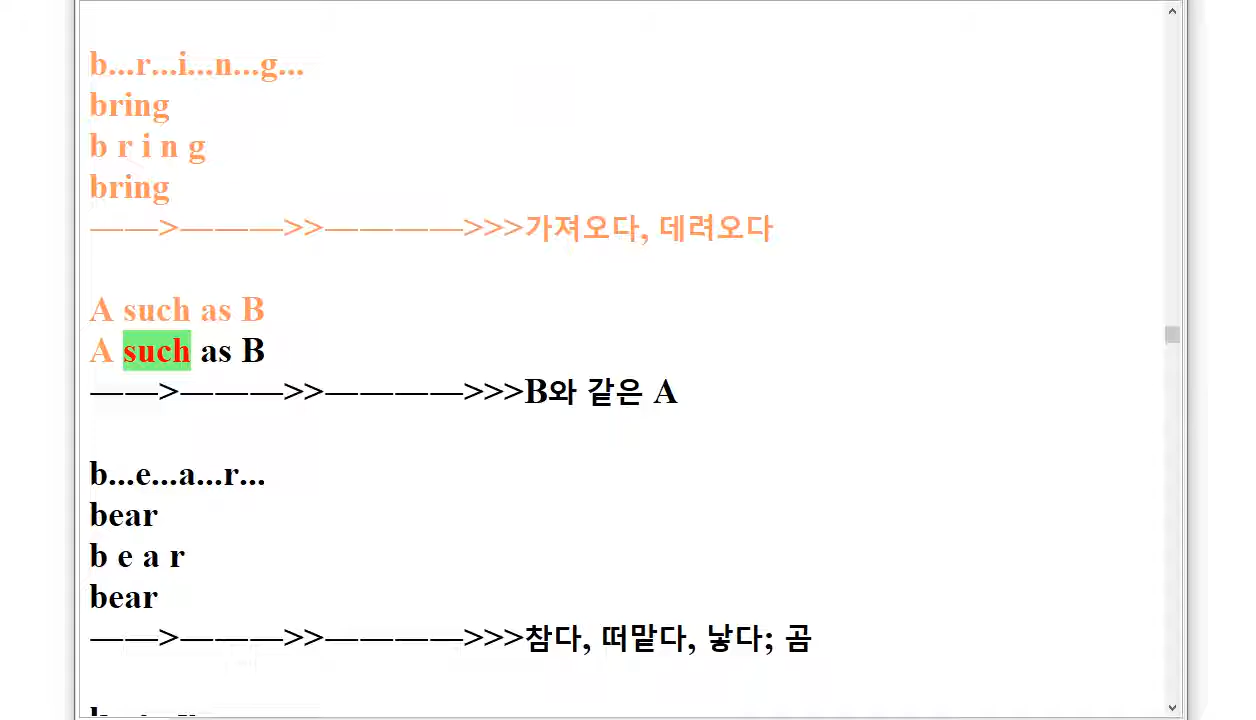 b...r...i...n...g...
bring
b r i n g
bring
——>———>>————>>>가져오다, 데려오다
A such as B
A such as B
——>———>>————>>>B와 같은 A
b...e...a...r...
bear
b e a r
bear
——>———>>————>>>참다, 떠맡다, 낳다; 곰